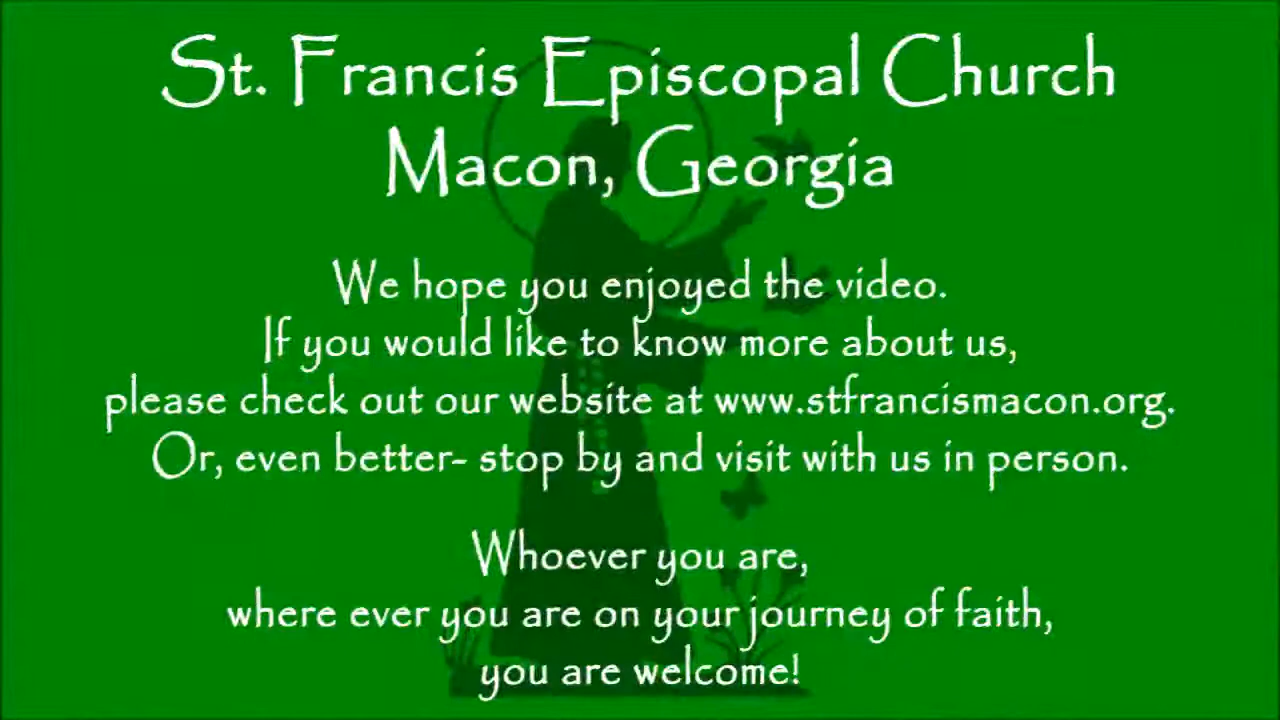 St. Francis Episcopal Church
Macon, Georgia
We hope you enjoyed the video.
If you would like to know more about us,
please check out our website at www.stfrancismacon.org.
Or, even better- stop by and visit with us in person.
Whoever you are,
where ever you are on your journey of faith,
you are welcome!